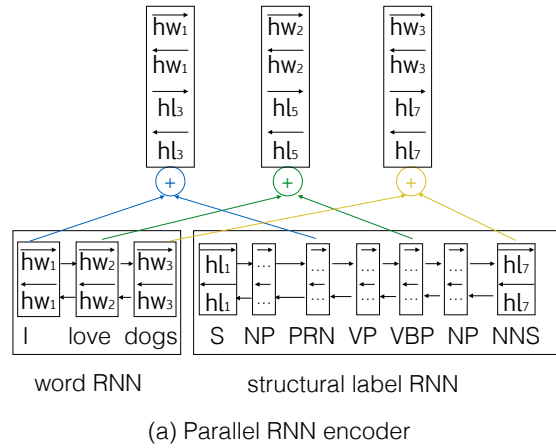 hw1 hw2 hw3
hw1 hw2 hw3
hl3 hl5 hl7
hl3 hl5 hl7
+ + +
hw1 hw2 hw3 hl1 ... ... ... ... ... hl7
hw1 hw2 hw3 hl1 ... ... ... ... ... hl7
I love dogs S NP PRN VP VBP NP NNS
word RNN structural label RNN
(a) Parallel RNN encoder